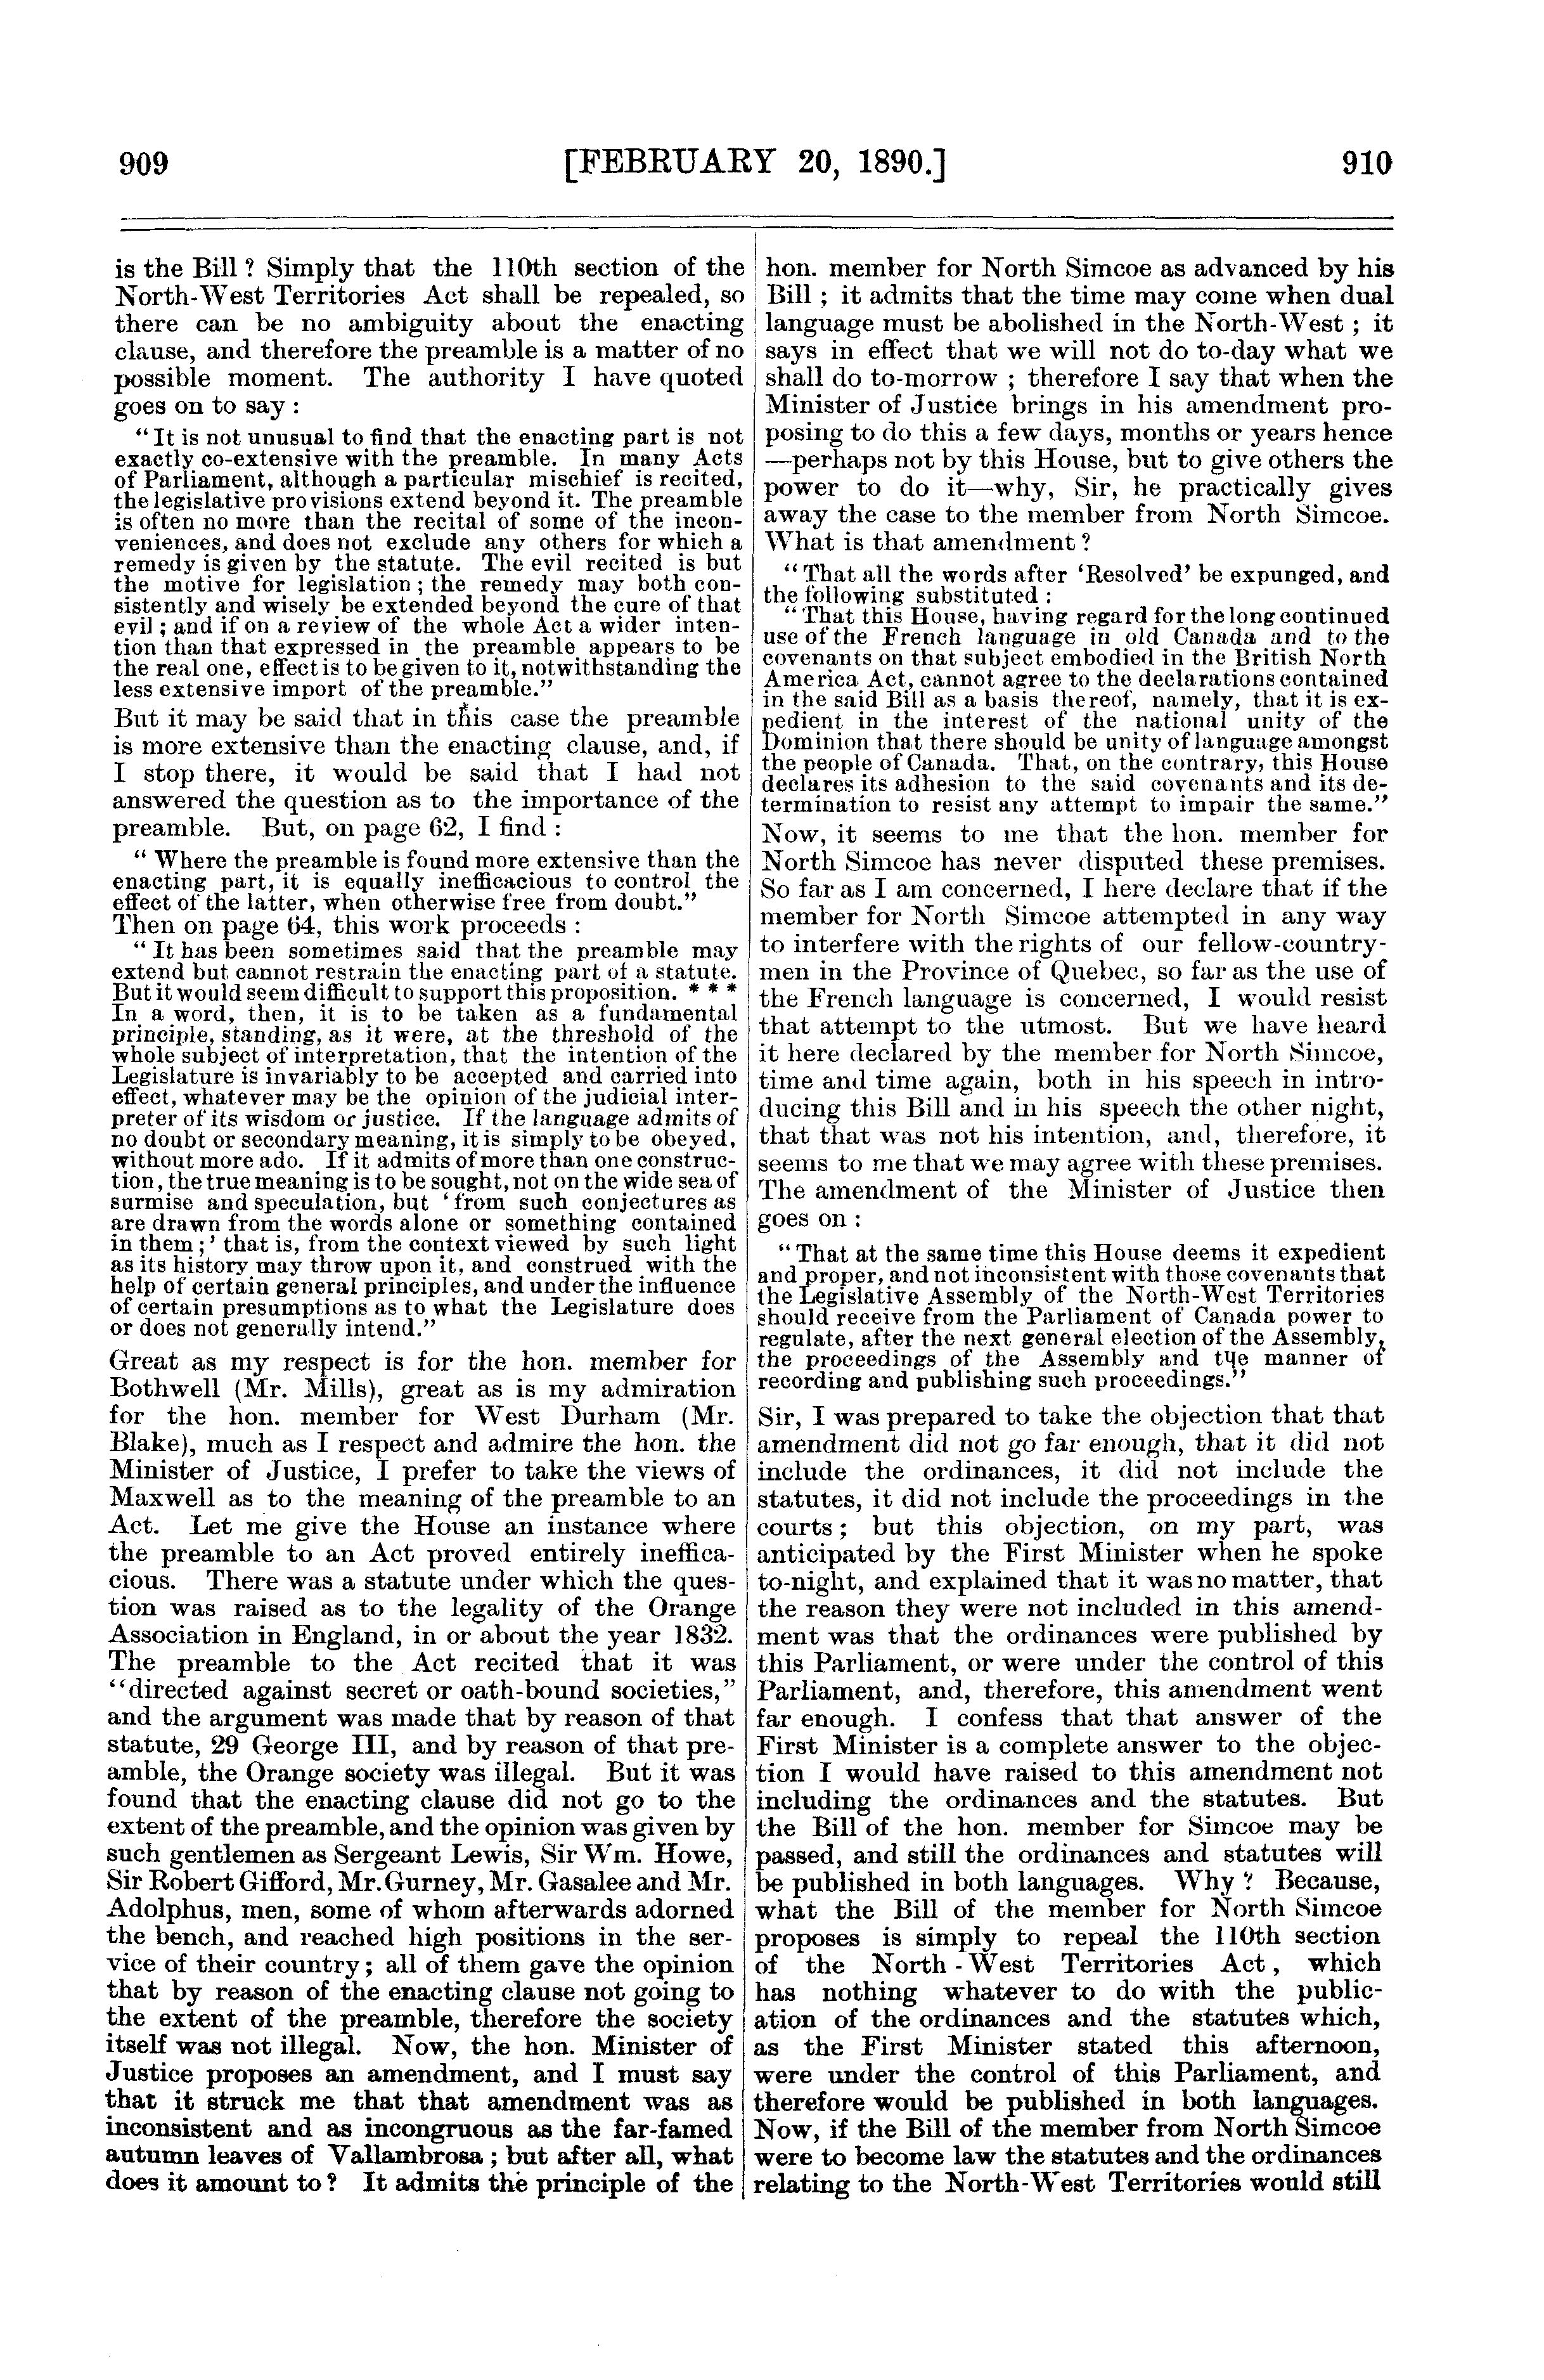 909
[FEBRUARY 20, 1890.]
910
is the Bill ? Simply that the 110th section of the
North-West Territories Act shall be repealed, so
there can be no ambiguity about the enacting
clause, and therefore the preamble is a matter of no
possible moment. The authority I have quoted
goes on to say :
“ It is not unusual to find that the enacting part is not
exactly co-extensive with the preamble. In many Acts
of Parliament, although a particular mischief is recited,
the legislative provisions extend beyond it. The preamble
is often no more than the recital of some of the incon-
veniences, and does not exclude any others for which a
remedy is given by the statute. The evil recited is but
the motive for legislation ; the remedy may both con-
sistently and wisely be extended beyond the cure of that
evil ; and if on a review of the whole Act a wider inten-
tion than that expressed in the preamble appears to be
the real one, effect is to be given to it, notwithstanding the
less extensive import of the preamble.”
But it may be said that in this case the preamble
is more extensive than the enacting clause, and, if
I stop there, it would be said that I had not
answered the question as to the importance of the
preamble. But, on page 62, I find :
“ Where the preamble is found more extensive than the
enacting part, it is equally inefficacious to control the
effect of the latter, when otherwise free from doubt.”
Then on page 64, this work proceeds :
“ It has been sometimes said that the preamble may
extend but cannot restrain the enacting part of a statute.
But it would seem difficult to support this proposition. * * *
In a word, then, it is to be taken as a fundamental
principle, standing, as it were, at the threshold of the
whole subject of interpretation, that the intention of the
Legislature is invariably to be accepted and carried into
effect, whatever may be the opinion of the judicial inter-
preter of its wisdom or justice. If the language admits of
no doubt or secondary meaning, it is simply to be obeyed,
without more ado. If it admits of more than one construc-
tion, the true meaning is to be sought, not on the wide sea of
surmise and speculation, but ‘ from such conjectures as
are drawn from the words alone or something contained
in them ; ’ that is, from the context viewed by such light
as its history may throw upon it, and construed with the
help of certain general principles, and under the influence
of certain presumptions as to what the Legislature does
or does not generally intend.”
Great as my respect is for the hon. member for
Bothwell (Mr. Mills), great as is my admiration
for the hon. member for West Durham (Mr.
Blake), much as I respect and admire the hon. the
Minister of Justice, I prefer to take the views of
Maxwell as to the meaning of the preamble to an
Act. Let me give the House an instance where
the preamble to an Act proved entirely ineffica-
cious. There was a statute under which the ques-
tion was raised as to the legality of the Orange
Association in England, in or about the year 1832.
The preamble to the Act recited that it was
“directed against secret or oath-bound societies,”
and the argument was made that by reason of that
statute, 29 George III, and by reason of that pre-
amble, the Orange society was illegal. But it was
found that the enacting clause did not go to the
extent of the preamble, and the opinion was given by
such gentlemen as Sergeant Lewis, Sir Wm. Howe,
Sir Robert Gifford, Mr. Gurney, Mr. Gasalee and Mr.
Adolphus, men, some of whom afterwards adorned
the bench, and reached high positions in the ser-
vice of their country ; all of them gave the opinion
that by reason of the enacting clause not going to
the extent of the preamble, therefore the society
itself was not illegal. Now, the hon. Minister of
Justice proposes an amendment, and I must say
that it struck me that that amendment was as
inconsistent and as incongruous as the far-famed
autumn leaves of Vallambrosa ; but after all, what
does it amount to ? It admits the principle of the
hon. member for North Simcoe as advanced by his
Bill ; it admits that the time may come when dual
language must be abolished in the North-West ; it
says in effect that we will not do to-day what we
shall do to-morrow ; therefore I say that when the
Minister of Justice brings in his amendment pro-
posing to do this a few days, months or years hence
—perhaps not by this House, but to give others the
power to do it—why, Sir, he practically gives
away the case to the member from North Simcoe.
What is that amendment ?
“ That all the words after ‘Resolved’ be expunged, and
the following substituted :
“ That this House, having regard for the long continued
use of the French language in old Canada and to the
covenants on that subject embodied in the British North
America Act, cannot agree to the declarations contained
in the said Bill as a basis thereof, namely, that it is ex-
pedient in the interest of the national unity of the
Dominion that there should be unity of language amongst
the people of Canada. That, on the contrary, this House
declares its adhesion to the said covenants and its de-
termination to resist any attempt to impair the same.”
Now, it seems to me that the hon. member for
North Simcoe has never disputed these premises.
So far as I am concerned, I here declare that if the
member for North Simcoe attempted in any way
to interfere with the rights of our fellow-country-
men in the Province of Quebec, so far as the use of
the French language is concerned, I would resist
that attempt to the utmost. But we have heard
it here declared by the member for North Simcoe,
time and time again, both in his speech in intro-
ducing this Bill and in his speech the other night,
that that was not his intention, and, therefore, it
seems to me that we may agree with these premises.
The amendment of the Minister of Justice then
goes on :
“ That at the same time this House deems it expedient
and proper, and not inconsistent with those covenants that
the Legislative Assembly of the North-West Territories
should receive from the Parliament of Canada power to
regulate, after the next general election of the Assembly,
the proceedings of the Assembly and the manner of
recording and publishing such proceedings.”
Sir, I was prepared to take the objection that that
amendment did not go far enough, that it did not
include the ordinances, it did not include the
statutes, it did not include the proceedings in the
courts ; but this objection, on my part, was
anticipated by the First Minister when he spoke
to-night, and explained that it was no matter, that
the reason they were not included in this amend-
ment was that the ordinances were published by
this Parliament, or were under the control of this
Parliament, and, therefore, this amendment went
far enough. I confess that that answer of the
First Minister is a complete answer to the objec-
tion I would have raised to this amendment not
including the ordinances and the statutes. But
the Bill of the hon. member for Simcoe may be
passed, and still the ordinances and statutes will
be published in both languages. Why ? Because,
what the Bill of the member for North Simcoe
proposes is simply to repeal the 110th section
of the North - West Territories Act, which
has nothing whatever to do with the public-
ation of the ordinances and the statutes which,
as the First Minister stated this afternoon,
were under the control of this Parliament, and
therefore would be published in both languages.
Now, if the Bill of the member from North Simcoe
were to become law the statutes and the ordinances
relating to the North-West Territories would still